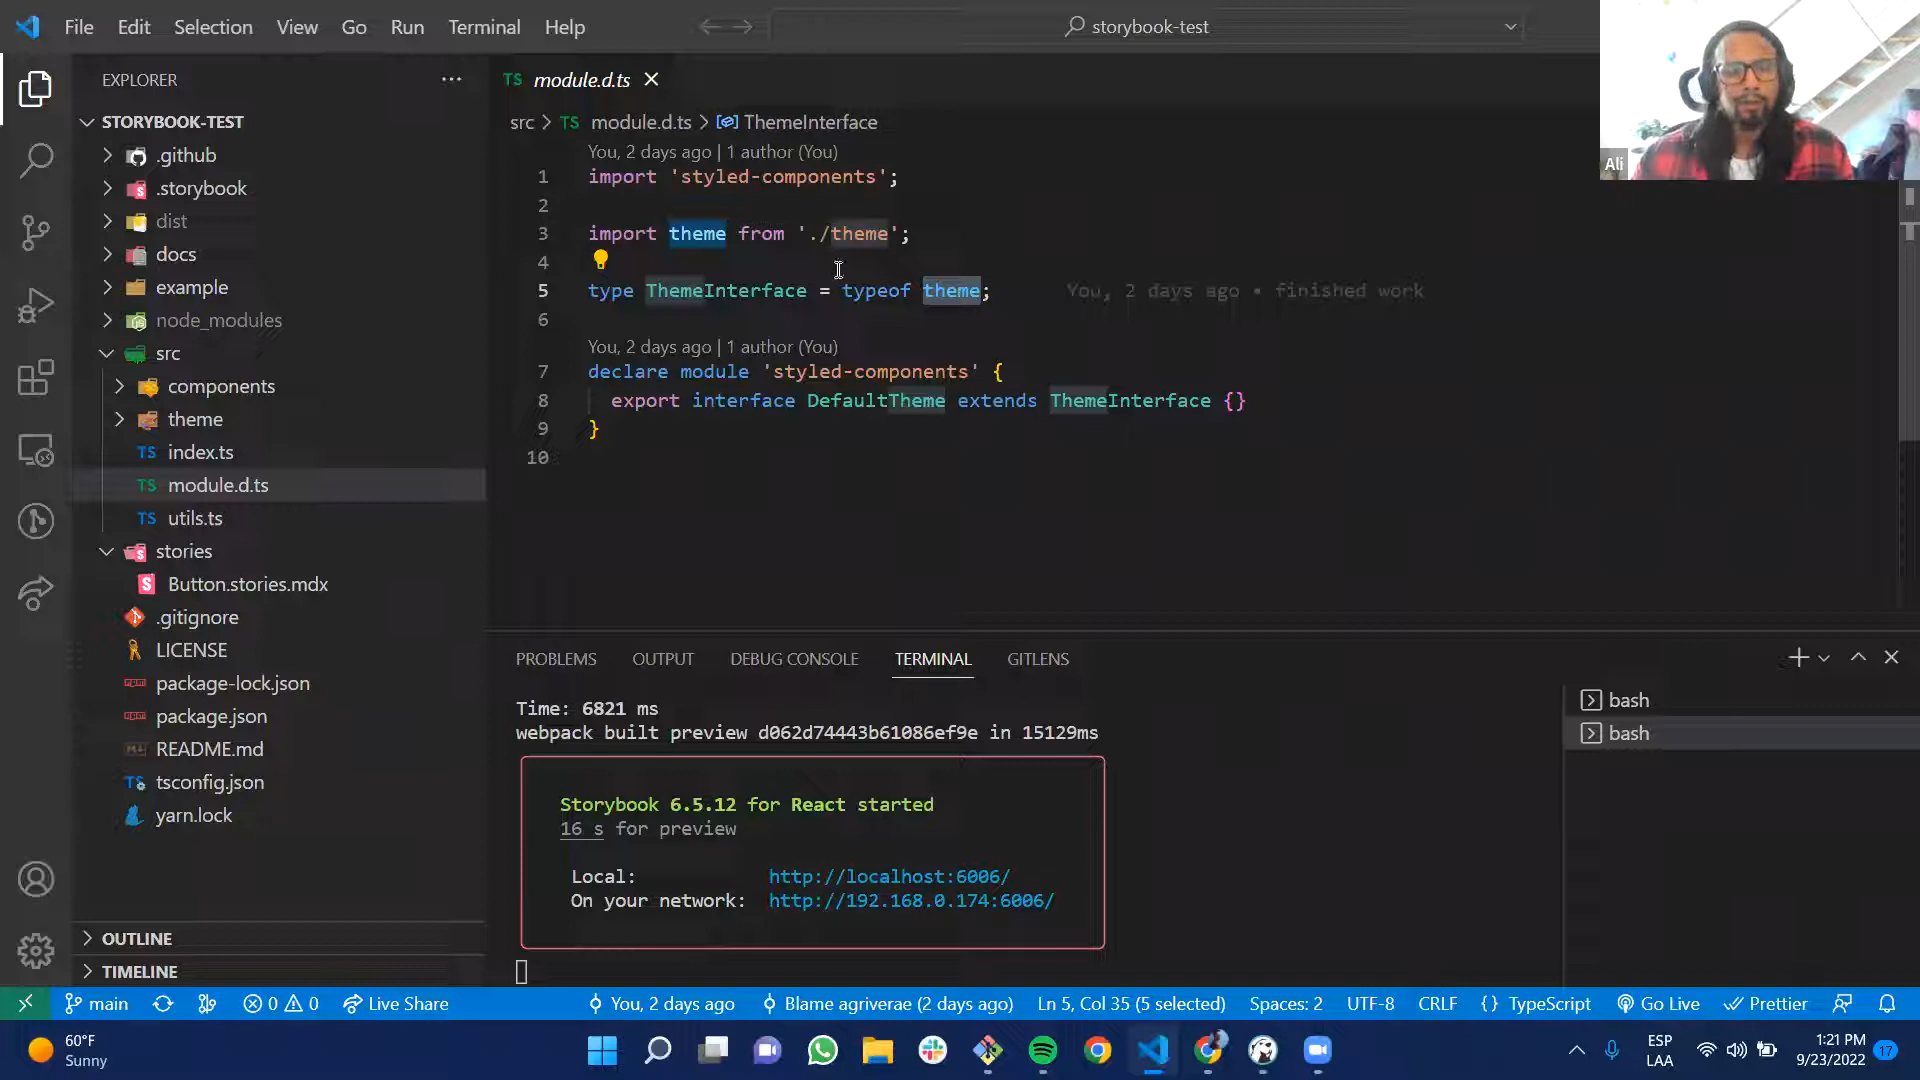 File Edit Selection View Go Run Terminal Help
storybook-test
EXPLORER
STORYBOOK-TEST
.github
.storybook
dist
docs
example
node_modules
src
components
theme
TS index.ts
TS module.d.ts
TS utils.ts
stories
Button.stories.mdx
.gitignore
LICENSE
package-lock.json
package.json
README.md
TS tsconfig.json
yarn.lock
OUTLINE
TIMELINE
TS module.d.ts
src > TS module.d.ts > ThemeInterface
You, 2 days ago | 1 author (You)
1 import 'styled-components';
2
3 import theme from './theme';
4
5 type ThemeInterface = typeof theme; You, 2 days ago • finished work
6
You, 2 days ago | 1 author (You)
7 declare module 'styled-components' {
8 export interface DefaultTheme extends ThemeInterface {}
9 }
10
Ali
PROBLEMS OUTPUT DEBUG CONSOLE TERMINAL GITLENS
Time: 6821 ms
webpack built preview d062d74443b61086ef9e in 15129ms
Storybook 6.5.12 for React started
16 s for preview
Local: http://localhost:6006/
On your network: http://192.168.0.174:6006/
bash
bash
main 0 0 Live Share You, 2 days ago Blame agriverae (2 days ago) Ln 5, Col 35 (5 selected) Spaces: 2 UTF-8 CRLF {} TypeScript Go Live Prettier
60°F
Sunny
ESP
LAA
1:21 PM
9/23/2022
17